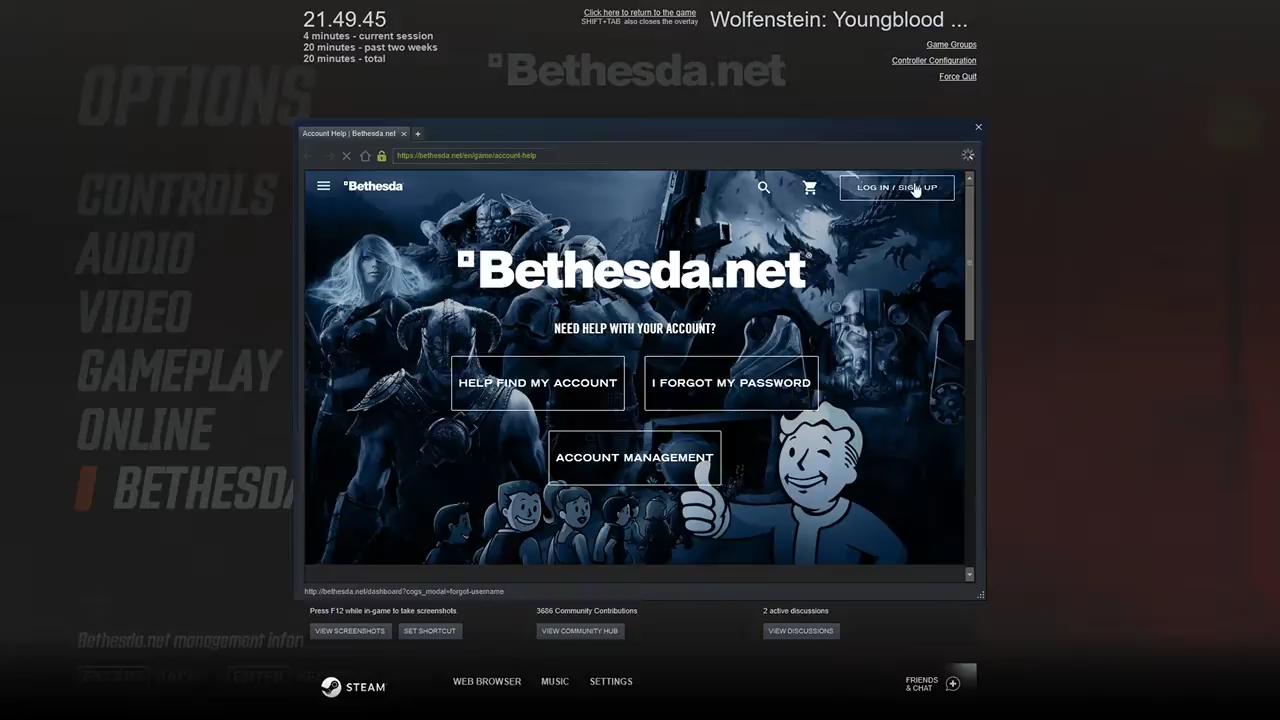 21.49.45
4 minutes - current session
20 minutes - past two weeks
20 minutes - total
Click here to return to the game
SHIFT+TAB also closes the overlay
Wolfenstein: Youngblood ...
Game Groups
Controller Configuration
Force Quit
Bethesda.net
OPTIONS
CONTROLS
AUDIO
VIDEO
GAMEPLAY
ONLINE
BETHESDA
Account Help | Bethesda.net
https://bethesda.net/en/game/account-help
Bethesda
LOG IN / SIGN UP
Bethesda.net
NEED HELP WITH YOUR ACCOUNT?
HELP FIND MY ACCOUNT
I FORGOT MY PASSWORD
ACCOUNT MANAGEMENT
http://bethesda.net/dashboard?cogs_modal=forgot-username
Press F12 while in-game to take screenshots.
3686 Community Contributions
2 active discussions
VIEW SCREENSHOTS
SET SHORTCUT
VIEW COMMUNITY HUB
VIEW DISCUSSIONS
Bethesda.net management infor
STEAM
WEB BROWSER
MUSIC
SETTINGS
FRIENDS
& CHAT